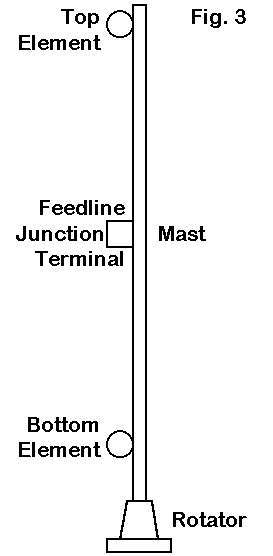 Top
Element
Fig. 3
Feedline
Junction
Terminal
Mast
Bottom
Element
Rotator